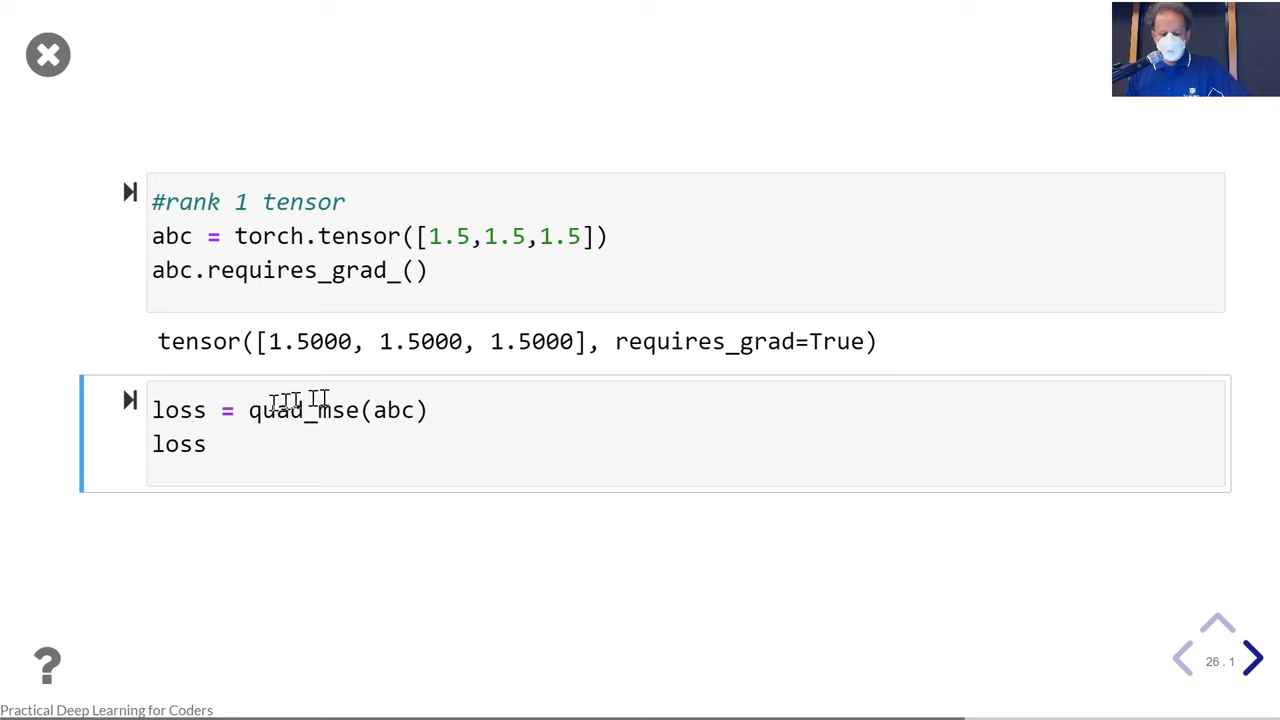 #rank 1 tensor
abc = torch.tensor([1.5,1.5,1.5])
abc.requires_grad_()
tensor([1.5000, 1.5000, 1.5000], requires_grad=True)
loss = quad_mse(abc)
loss
?
26 . 1
Practical Deep Learning for Coders